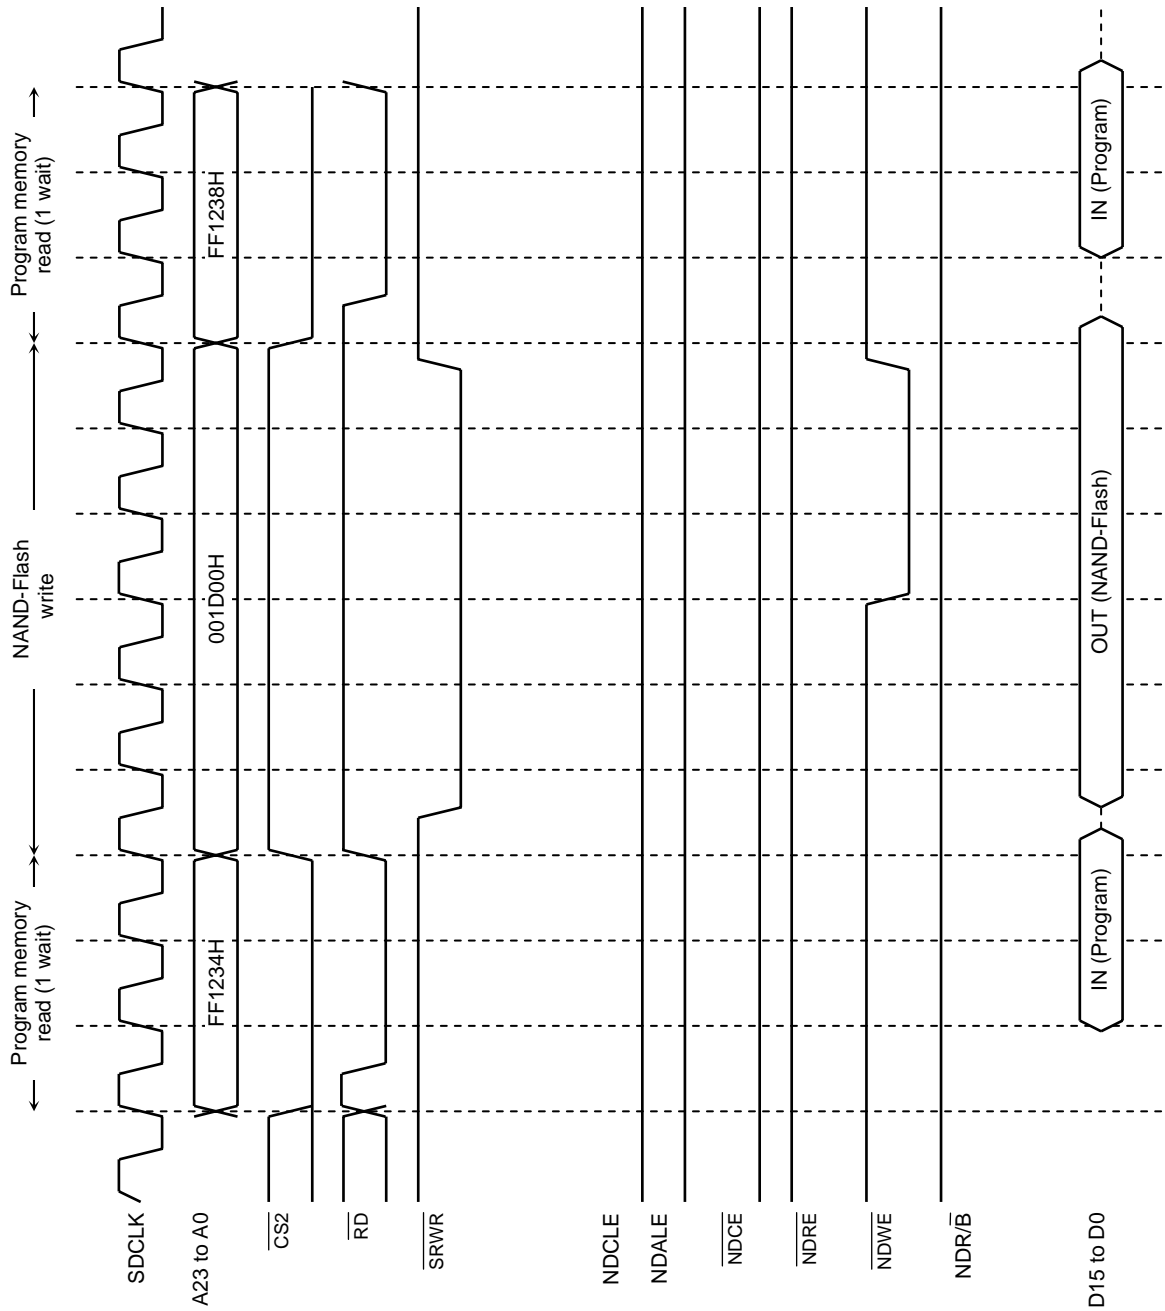 Program memory
read (1 wait)
NAND-Flash
write
Program memory
read (1 wait)
SDCLK
A23 to A0
FF1234H
001D00H
FF1238H
CS2
RD
SRWR
NDCLE
NDALE
NDCE
NDRE
NDWE
NDR/B
D15 to D0
IN (Program)
OUT (NAND-Flash)
IN (Program)